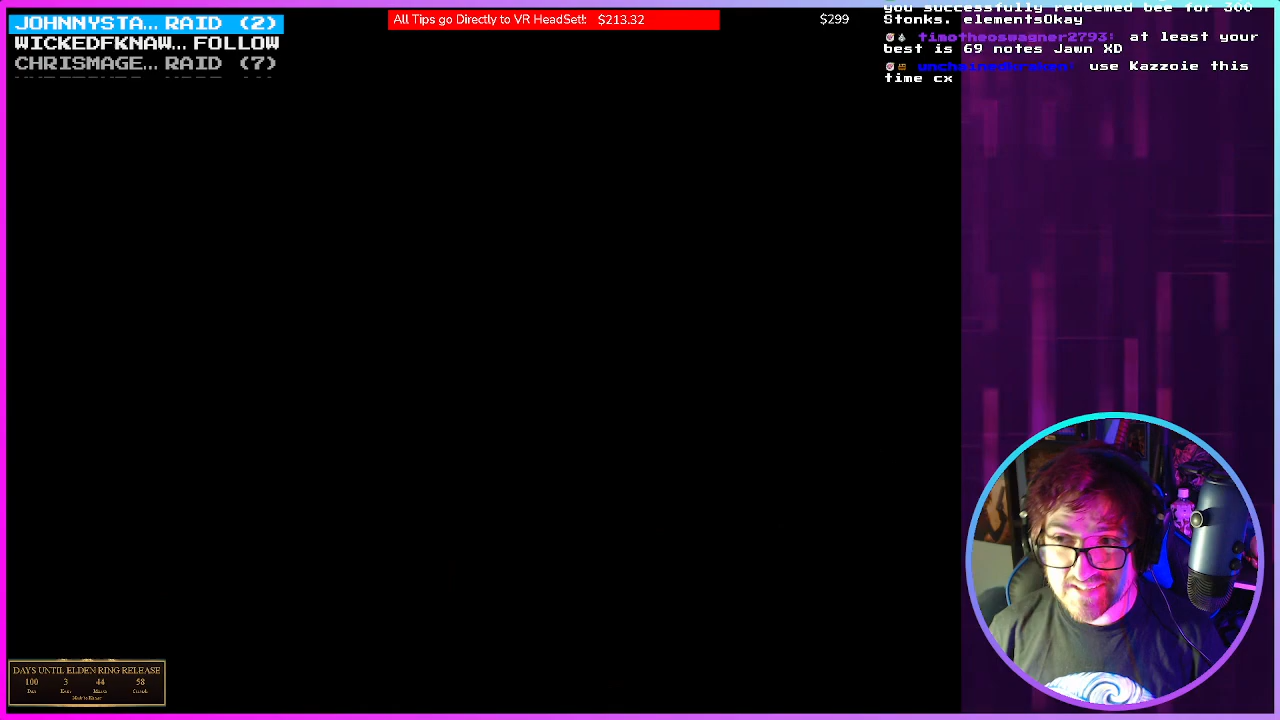 JOHNNYSTA... RAID (2)
WICKEDFKNAW... FOLLOW
CHRISMAGE... RAID (7)
All Tips go Directly to VR HeadSet! $213.32
$299
you successfully redeemed bee for 300
Stonks. elementsOkay
timotheoswagner2793: at least your
best is 69 notes Jawn XD
unchainedkraken: use Kazzoie this
time cx
DAYS UNTIL ELDEN RING RELEASE
100 3 44 58